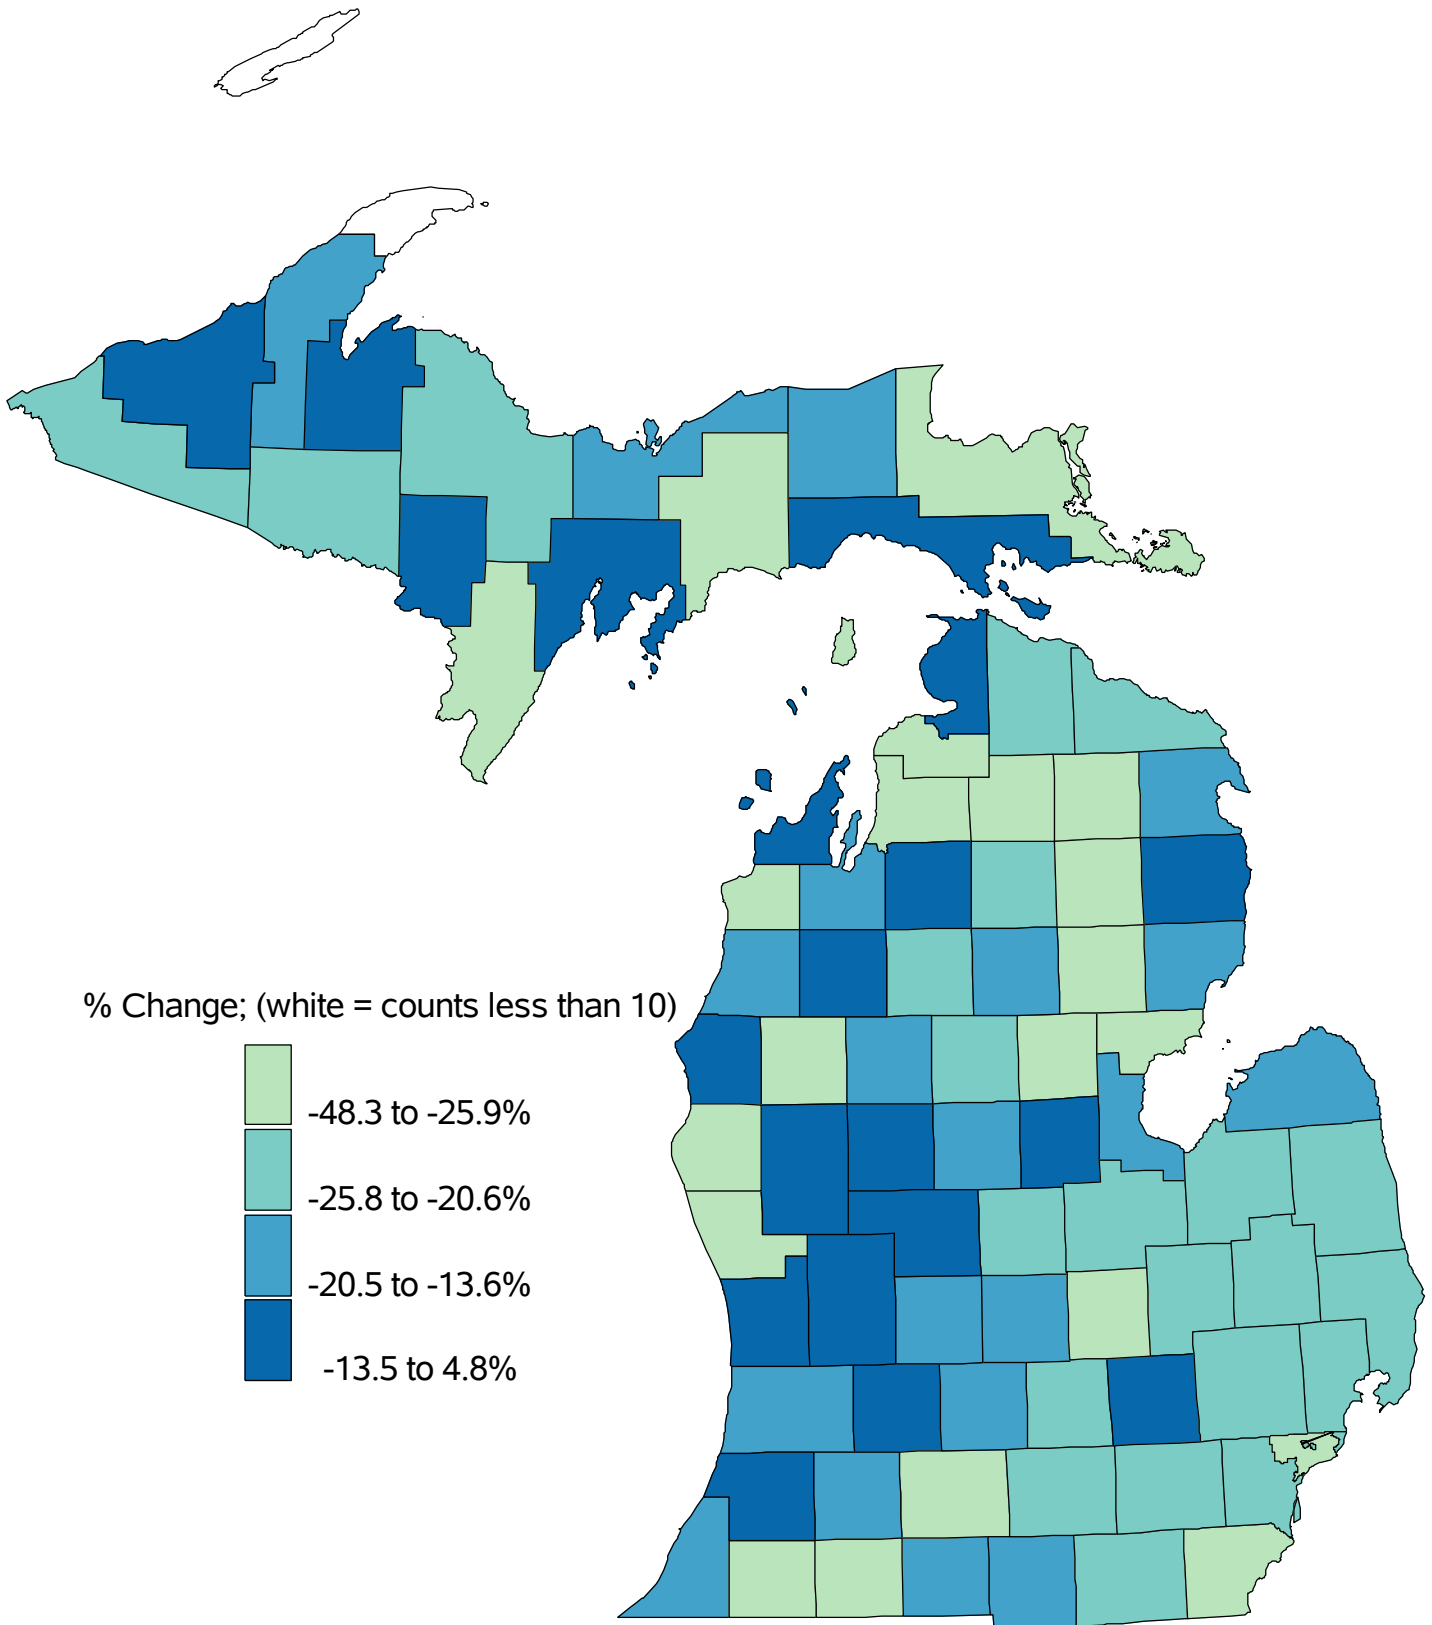 % Change; (white = counts less than 10)
-48.3 to -25.9%
-25.8 to -20.6%
-20.5 to -13.6%
-13.5 to 4.8%